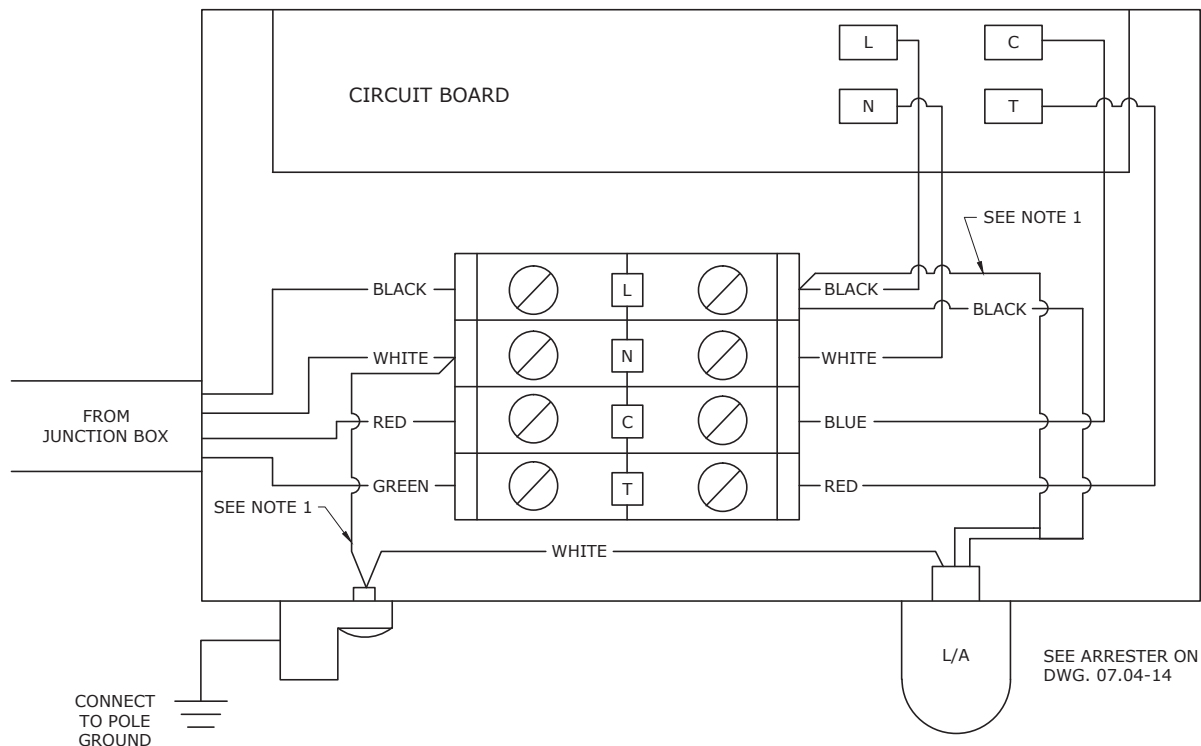 L
C
CIRCUIT BOARD
N
T
SEE NOTE 1
BLACK
L
BLACK
BLACK
WHITE
N
WHITE
FROM
JUNCTION BOX
RED
C
BLUE
GREEN
T
RED
SEE NOTE 1
WHITE
L/A
SEE ARRESTER ON
DWG. 07.04-14
CONNECT
TO POLE
GROUND